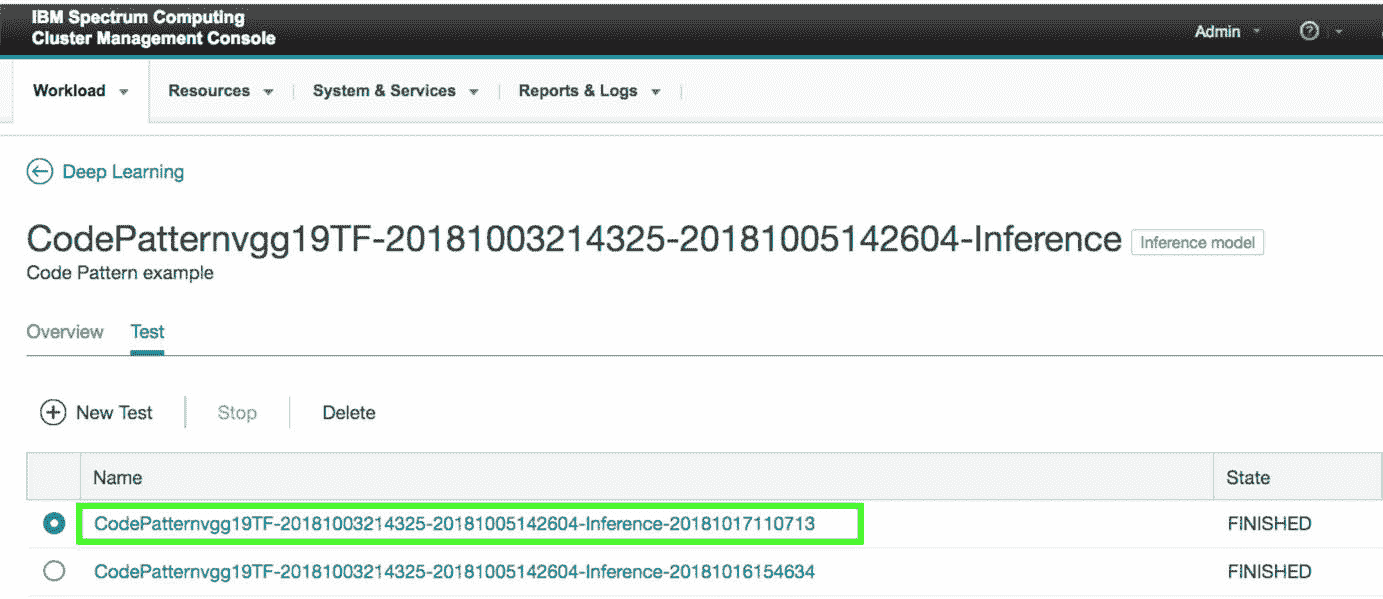 IBM Spectrum Computing
Cluster Management Console
Admin
?
Workload Resources System & Services Reports & Logs
Deep Learning
CodePatternvgg19TF-20181003214325-20181005142604-Inference Inference model
Code Pattern example
Overview Test
New Test Stop Delete
Name State
CodePatternvgg19TF-20181003214325-20181005142604-Inference-20181017110713 FINISHED
CodePatternvgg19TF-20181003214325-20181005142604-Inference-20181016154634 FINISHED